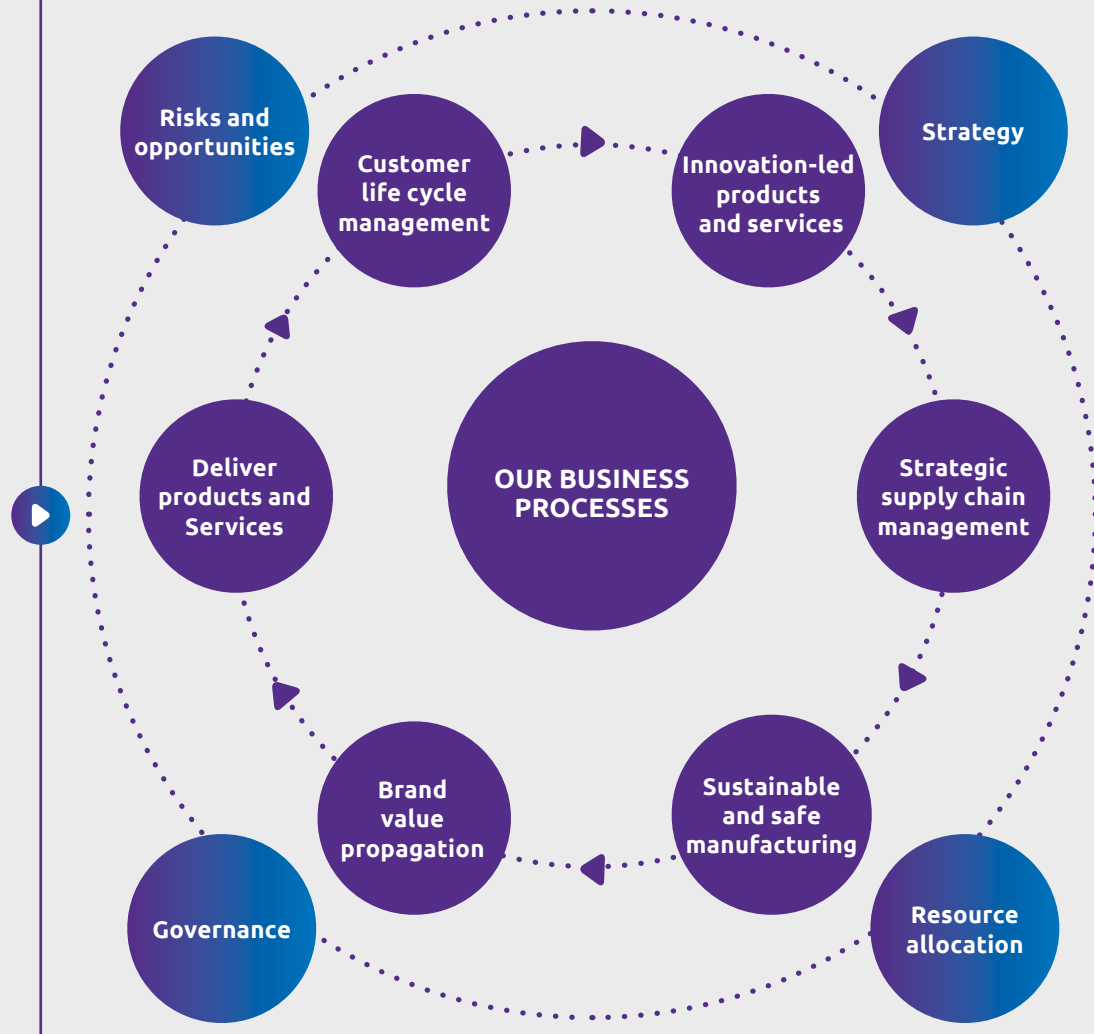 Risks and
opportunities
Strategy
Customer
life cycle
management
Innovation-led
products
and services
Deliver
products and
Services
OUR BUSINESS
PROCESSES
Strategic
supply chain
management
Brand
value
propagation
Sustainable
and safe
manufacturing
Governance
Resource
allocation